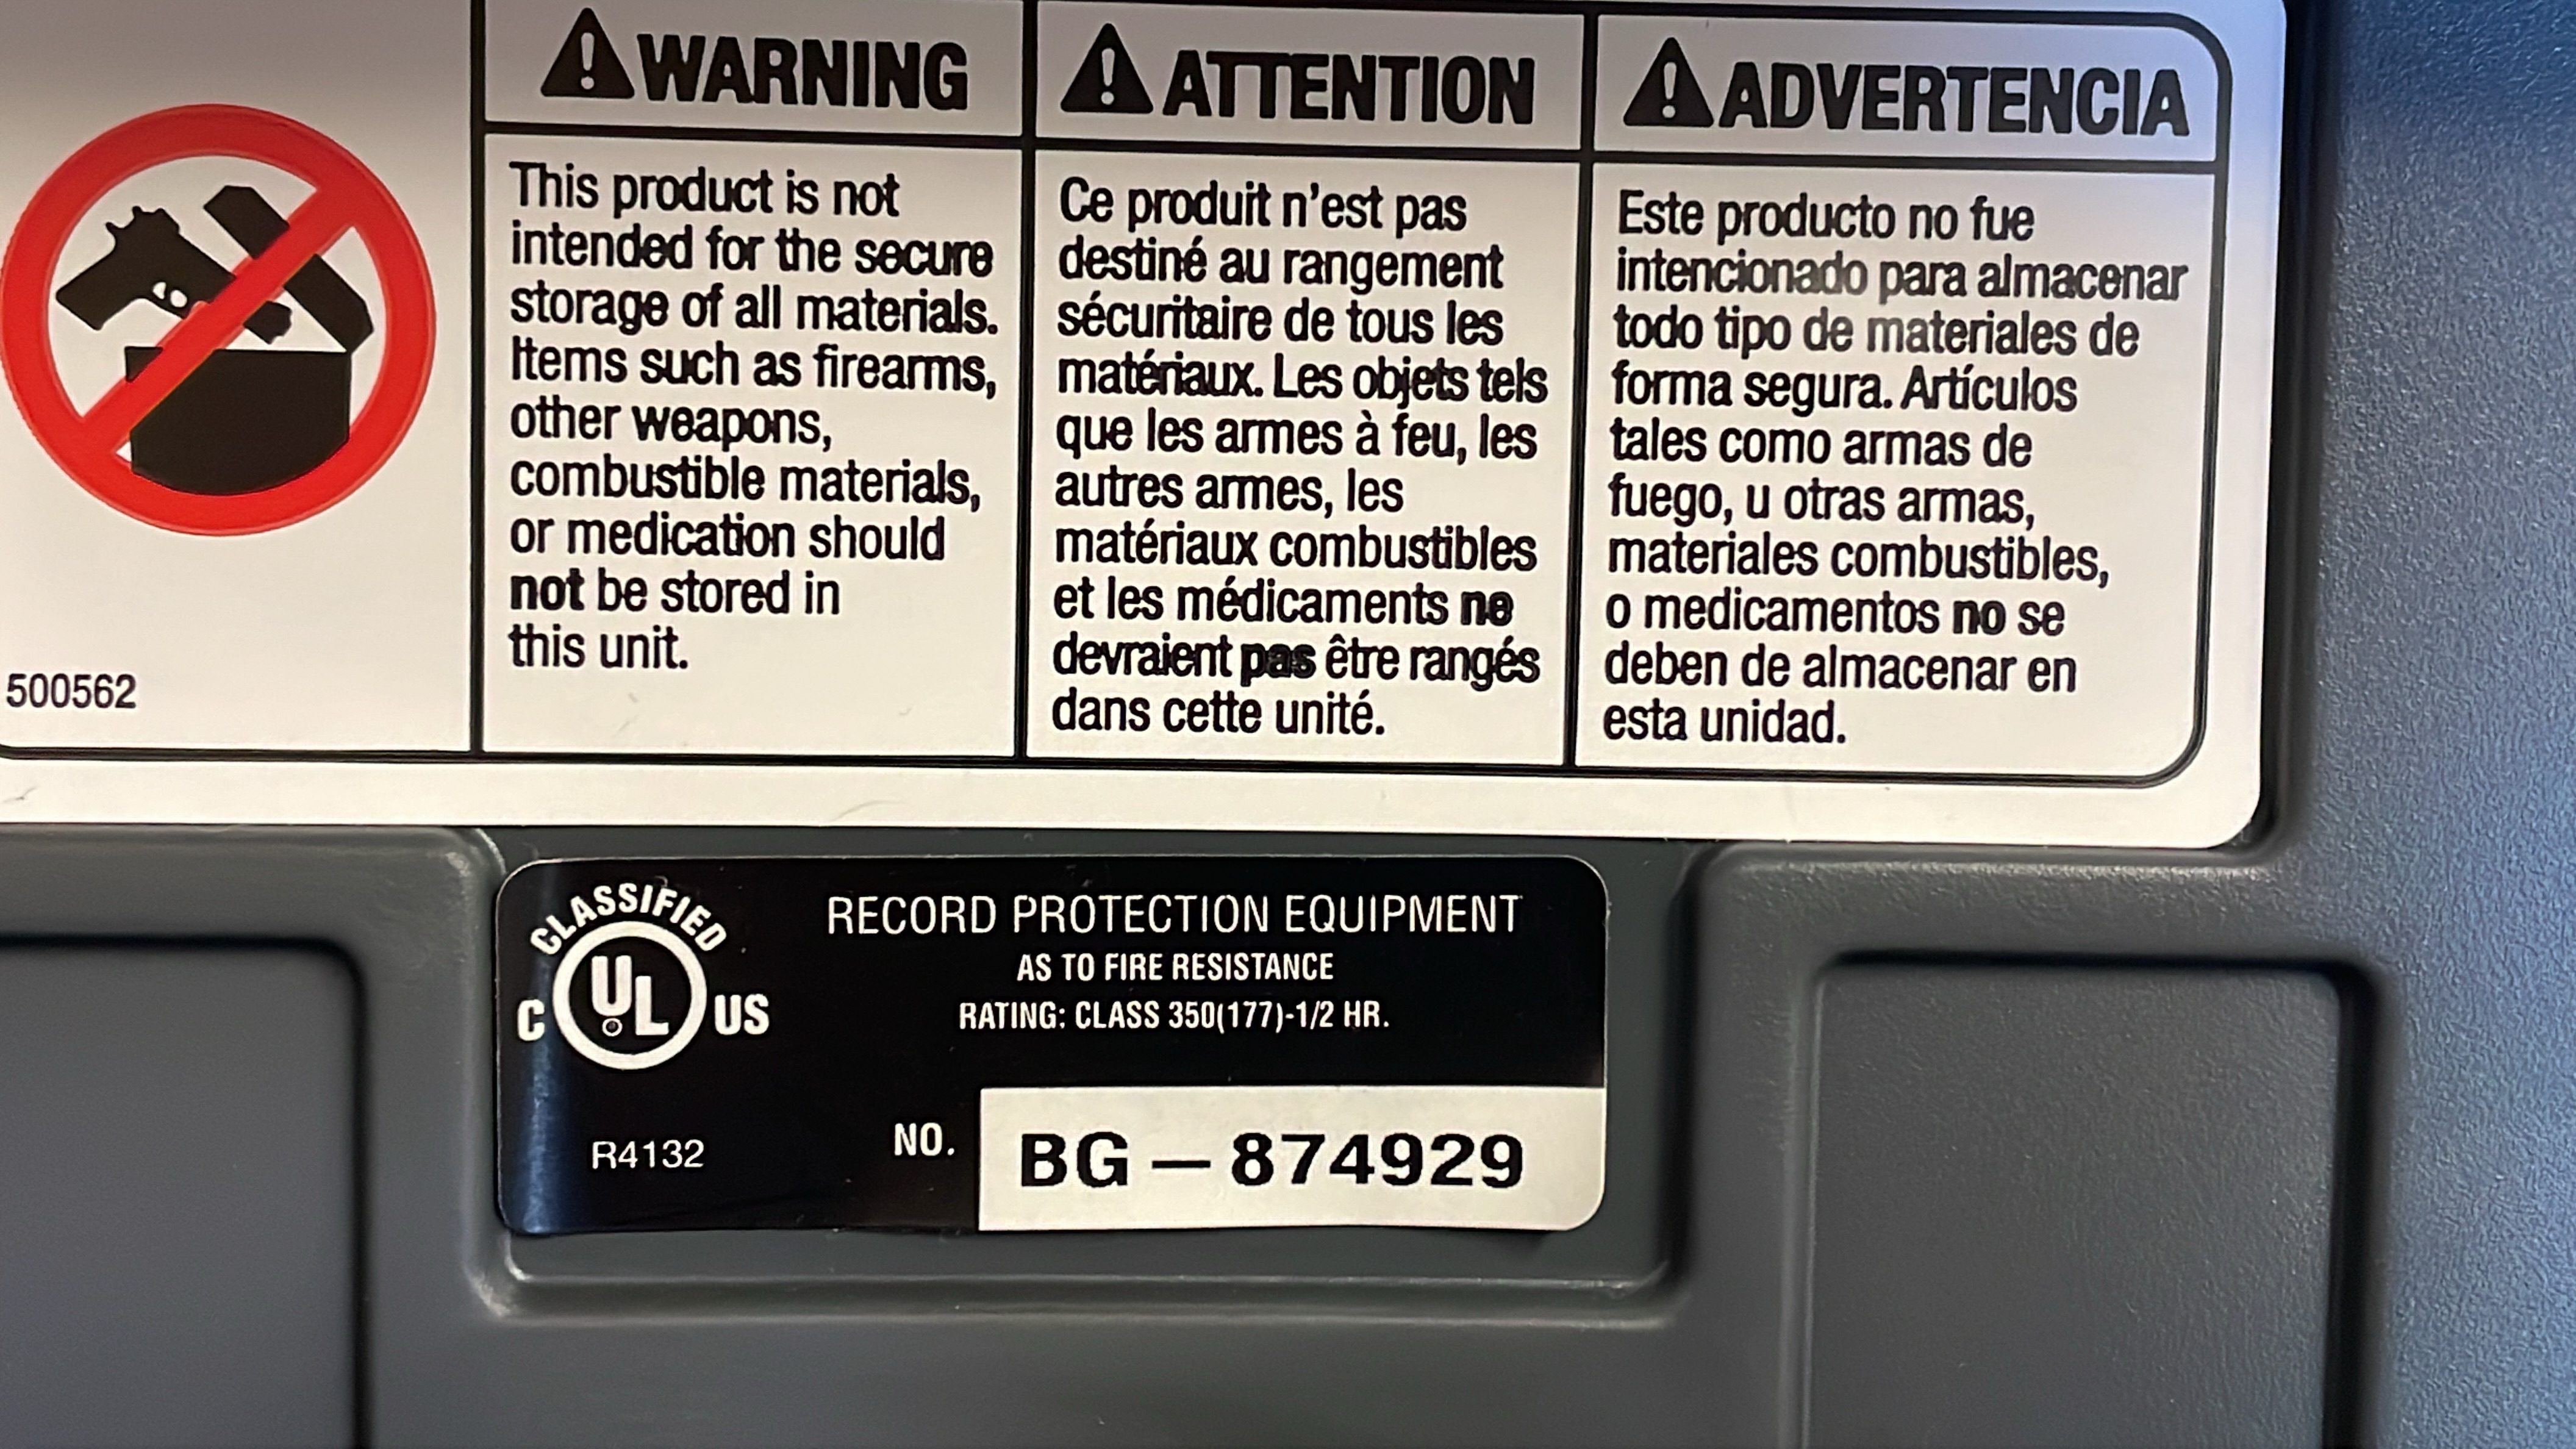 WARNING
This product is not
intended for the secure
storage of all materials.
Items such as firearms,
other weapons,
combustible materials,
or medication should
not be stored in
this unit.
ATTENTION
Ce produit n'est pas
destiné au rangement
sécuritaire de tous les
matériaux. Les objets tels
que les armes à feu, les
autres armes, les
matériaux combustibles
et les médicaments ne
devraient pas être rangés
dans cette unité.
ADVERTENCIA
Este producto no fue
intencionado para almacenar
todo tipo de materiales de
forma segura. Artículos
tales como armas de
fuego, u otras armas,
materiales combustibles,
o medicamentos no se
deben de almacenar en
esta unidad.
500562
CLASSIFIED
C UL US
RECORD PROTECTION EQUIPMENT
AS TO FIRE RESISTANCE
RATING: CLASS 350(177)-1/2 HR.
R4132
NO. BG — 874929